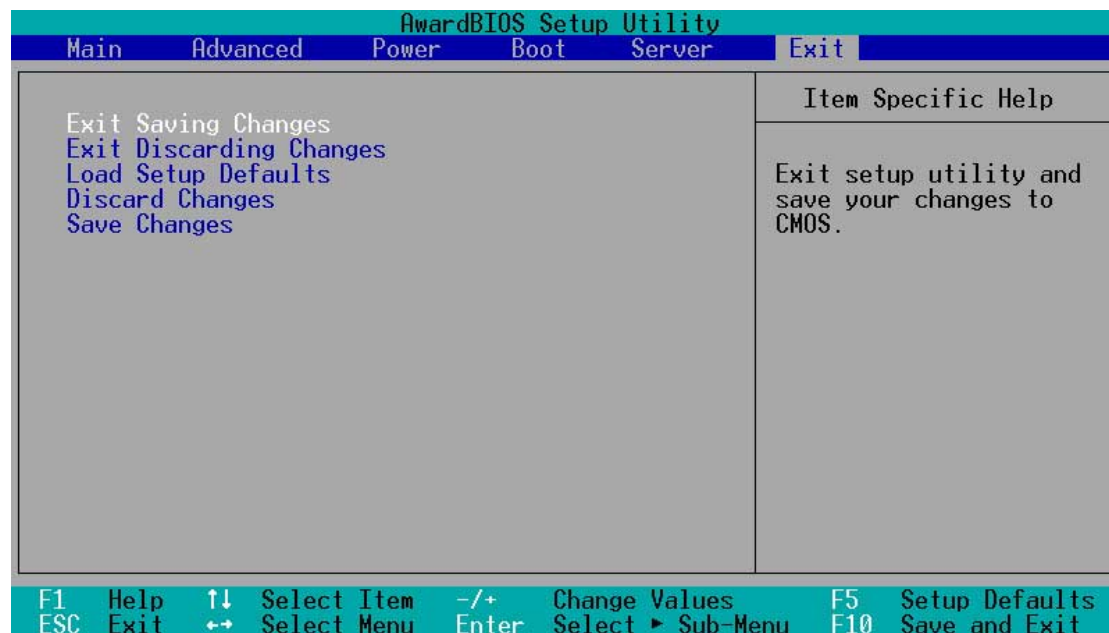 AwardBIOS Setup Utility
Main Advanced Power Boot Server Exit
Exit Saving Changes
Exit Discarding Changes
Load Setup Defaults
Discard Changes
Save Changes
Item Specific Help
Exit setup utility and
save your changes to
CMOS.
F1 Help ↑↓ Select Item -/+ Change Values F5 Setup Defaults
ESC Exit ←→ Select Menu Enter Select ► Sub-Menu F10 Save and Exit